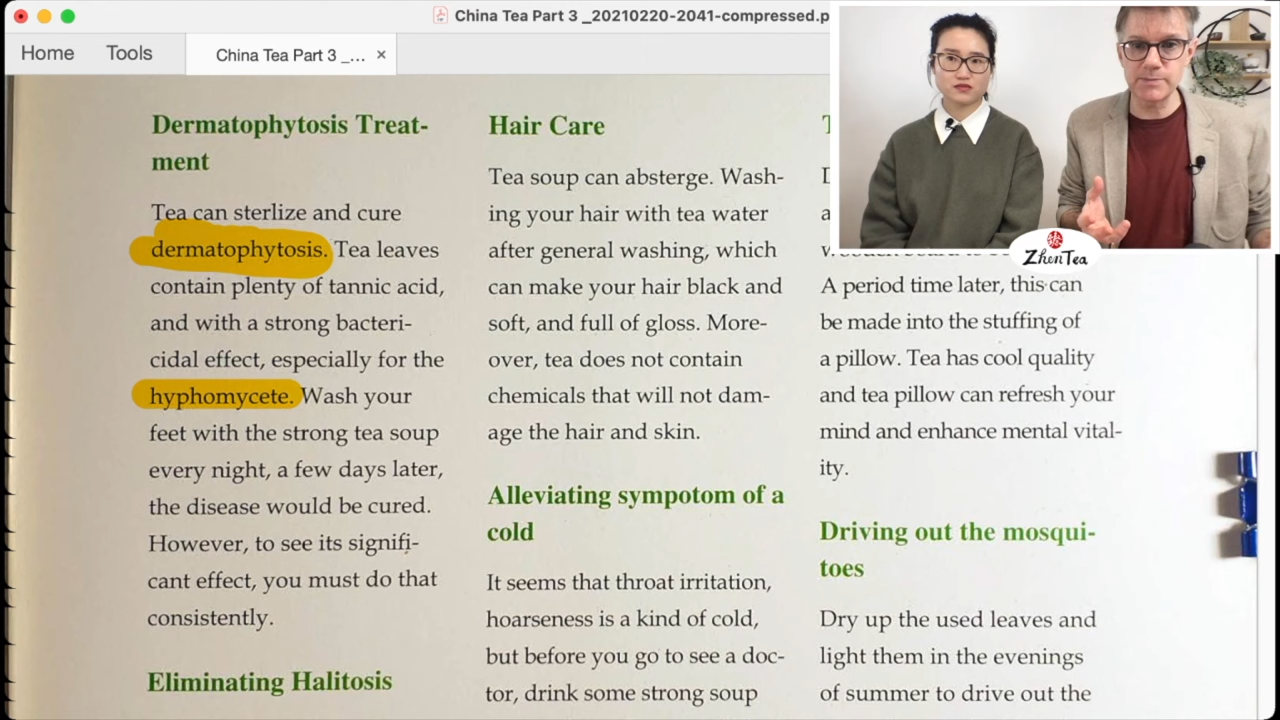 China Tea Part 3 _20210220-2041-compressed.p
Home
Tools
China Tea Part 3 _... ×
Dermatophytosis Treat-
ment
Tea can sterlize and cure
dermatophytosis. Tea leaves
contain plenty of tannic acid,
and with a strong bacteri-
cidal effect, especially for the
hyphomycete. Wash your
feet with the strong tea soup
every night, a few days later,
the disease would be cured.
However, to see its signifi-
cant effect, you must do that
consistently.
Eliminating Halitosis
Hair Care
Tea soup can absterge. Wash-
ing your hair with tea water
after general washing, which
can make your hair black and
soft, and full of gloss. More-
over, tea does not contain
chemicals that will not dam-
age the hair and skin.
Alleviating sympotom of a
cold
It seems that throat irritation,
hoarseness is a kind of cold,
but before you go to see a doc-
tor, drink some strong soup
A period time later, this can
be made into the stuffing of
a pillow. Tea has cool quality
and tea pillow can refresh your
mind and enhance mental vital-
ity.
Driving out the mosqui-
toes
Dry up the used leaves and
light them in the evenings
of summer to drive out the
ZhenTea